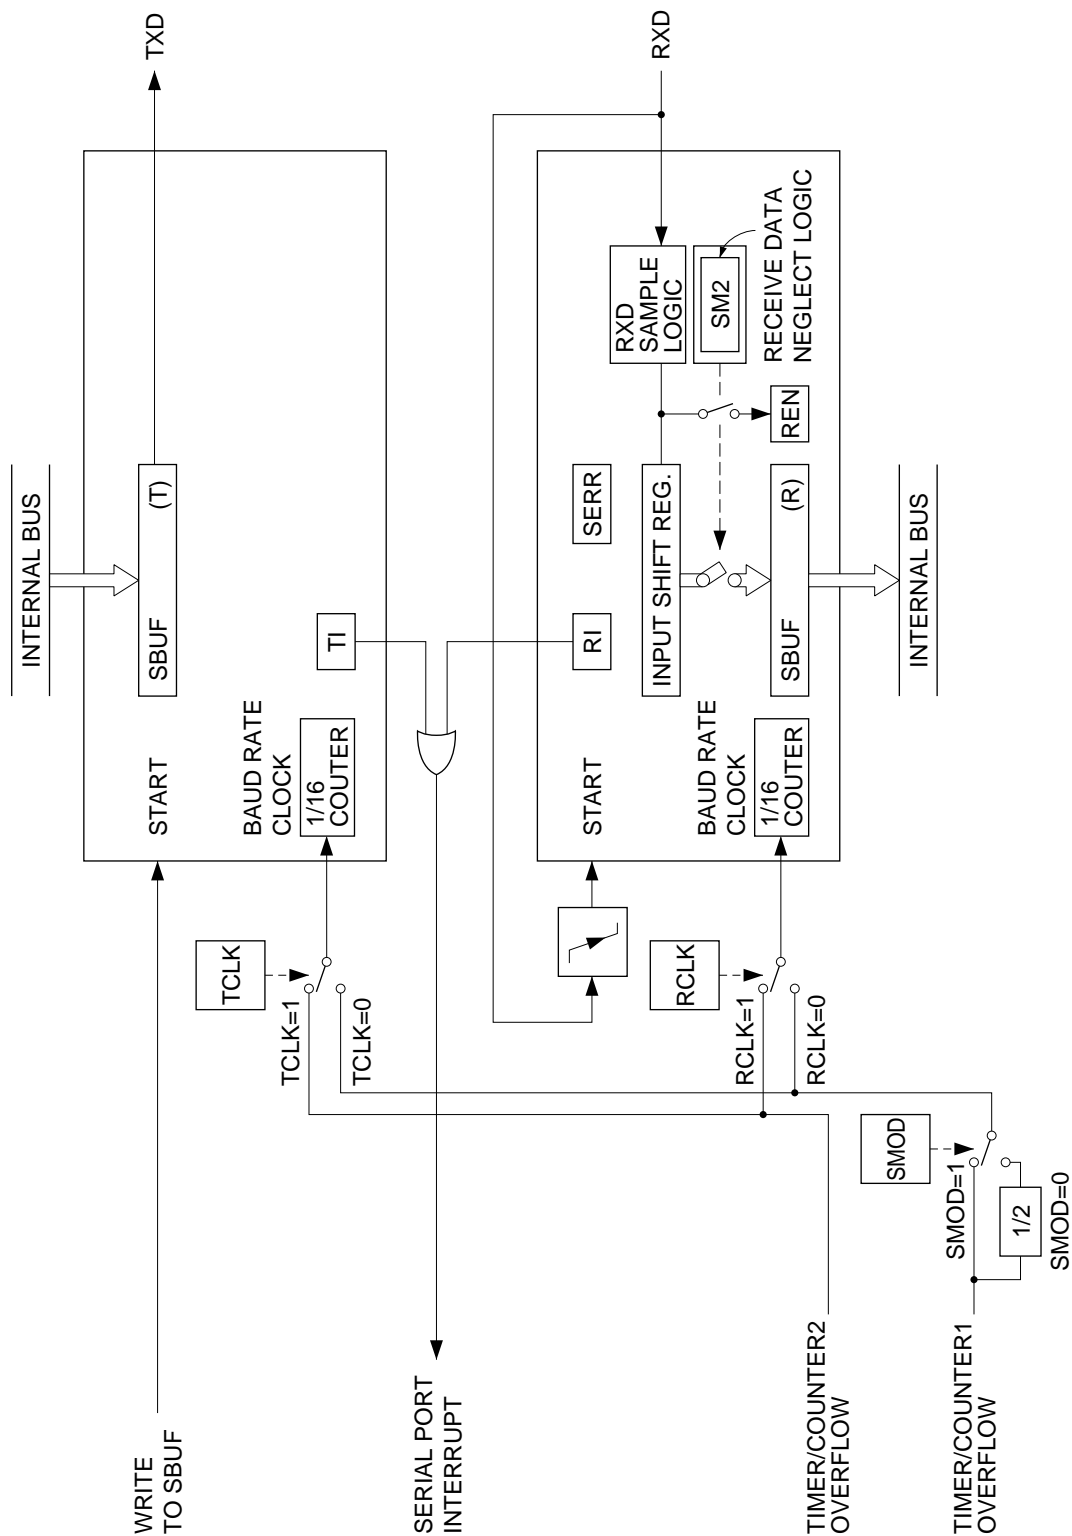 INTERNAL BUS
TXD
SBUF (T)
WRITE
TO SBUF
START
TCLK
TCLK=1
TCLK=0
BAUD RATE
CLOCK
1/16
COUTER
TI
SERIAL PORT
INTERRUPT
RXD
START
SERR
RI
RXD
SAMPLE
LOGIC
INPUT SHIFT REG.
SM2
RECEIVE DATA
NEGLECT LOGIC
REN
RCLK
RCLK=1
RCLK=0
BAUD RATE
CLOCK
1/16
COUTER
SBUF (R)
INTERNAL BUS
TIMER/COUNTER2
OVERFLOW
SMOD
SMOD=1
1/2
SMOD=0
TIMER/COUNTER1
OVERFLOW